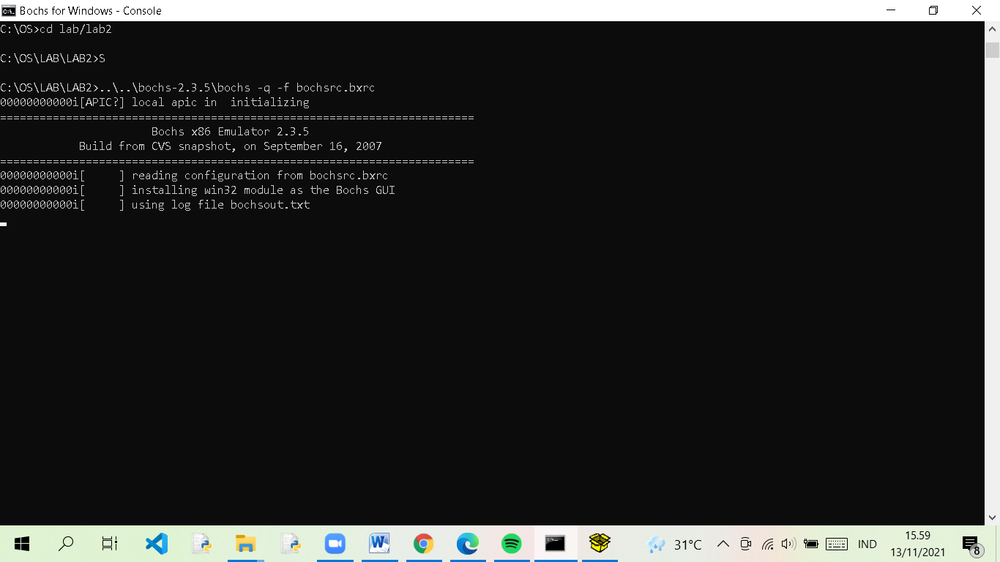 Bochs for Windows - Console
C:\OS>cd lab/lab2
C:\OS\LAB\LAB2>S
C:\OS\LAB\LAB2>..\..\bochs-2.3.5\bochs -q -f bochsrc.bxrc
00000000000i[APIC?] local apic in  initializing
========================================================================
                       Bochs x86 Emulator 2.3.5
            Build from CVS snapshot, on September 16, 2007
========================================================================
00000000000i[     ] reading configuration from bochsrc.bxrc
00000000000i[     ] installing win32 module as the Bochs GUI
00000000000i[     ] using log file bochsout.txt
31°C
IND
15.59
13/11/2021
8